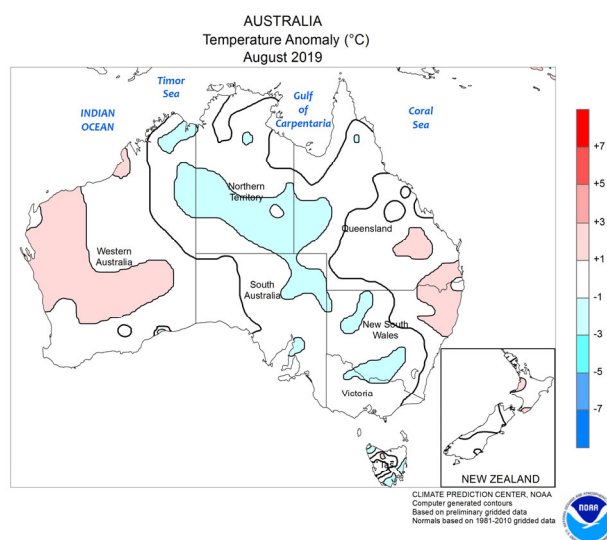 AUSTRALIA
Temperature Anomaly (°C)
August 2019
Timor
Sea
INDIAN
OCEAN
Gulf
of
Carpentaria
Coral
Sea
Northern
Territory
Queensland
Western
Australia
South
Australia
New South
Wales
Victoria
+7
+5
+3
+1
-1
-3
-5
-7
NEW ZEALAND
CLIMATE PREDICTION CENTER, NOAA
Computer generated contours
Based on preliminary gridded data
Normals based on 1981-2010 gridded data
NOAA